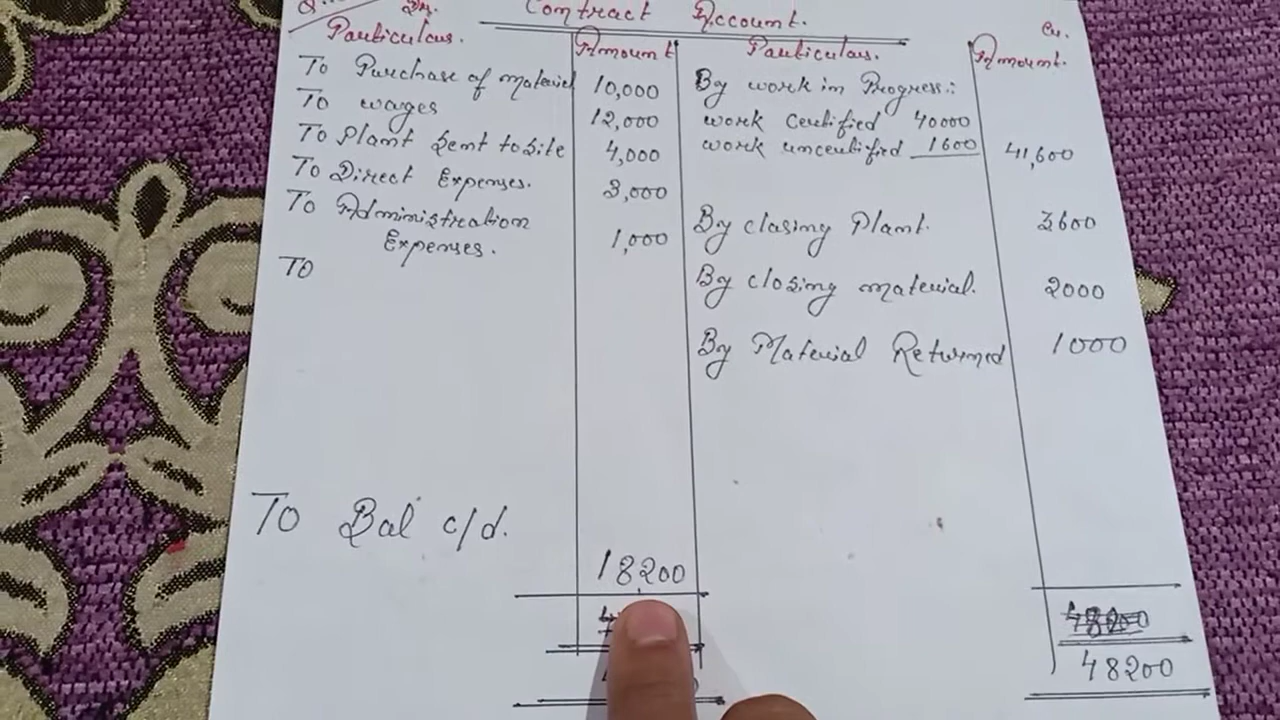 Dr.
Contract Account.
Cr.
Particulars.
Amount
Particulars.
Amount.
To Purchase of material 10,000
To wages 12,000
To Plant Sent to Site 4,000
To Direct Expenses. 3,000
To Administration
Expenses. 1,000
To
By work in Progress:
work Certified 40000
work uncertified 1600 41,600
By closing Plant. 3600
By closing material. 2000
By Material Returned 1000
To Bal c/d.
18200
48200
48200